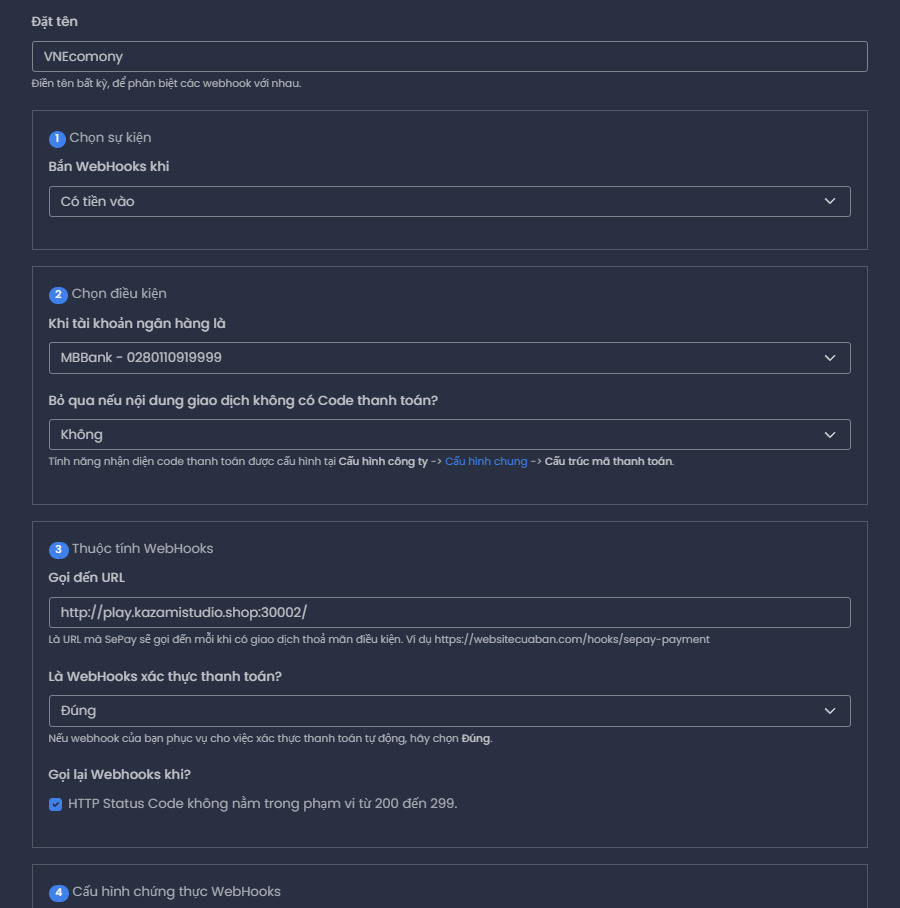 Đặt tên
VNEcomony
Điền tên bất kỳ, để phân biệt các webhook với nhau.
1 Chọn sự kiện
Bắn WebHooks khi
Có tiền vào
2 Chọn điều kiện
Khi tài khoản ngân hàng là
MBBank - 0280110919999
Bỏ qua nếu nội dung giao dịch không có Code thanh toán?
Không
Tính năng nhận diện code thanh toán được cấu hình tại Cấu hình công ty -> Cấu hình chung -> Cấu trúc mã thanh toán.
3 Thuộc tính WebHooks
Gọi đến URL
http://play.kazamistudio.shop:30002/
Là URL mà SePay sẽ gọi đến mỗi khi có giao dịch thoả mãn điều kiện. Ví dụ https://websitecuaban.com/hooks/sepay-payment
Là WebHooks xác thực thanh toán?
Đúng
Nếu webhook của bạn phục vụ cho việc xác thực thanh toán tự động, hãy chọn Đúng.
Gọi lại Webhooks khi?
HTTP Status Code không nằm trong phạm vi từ 200 đến 299.
4 Cấu hình chứng thực WebHooks